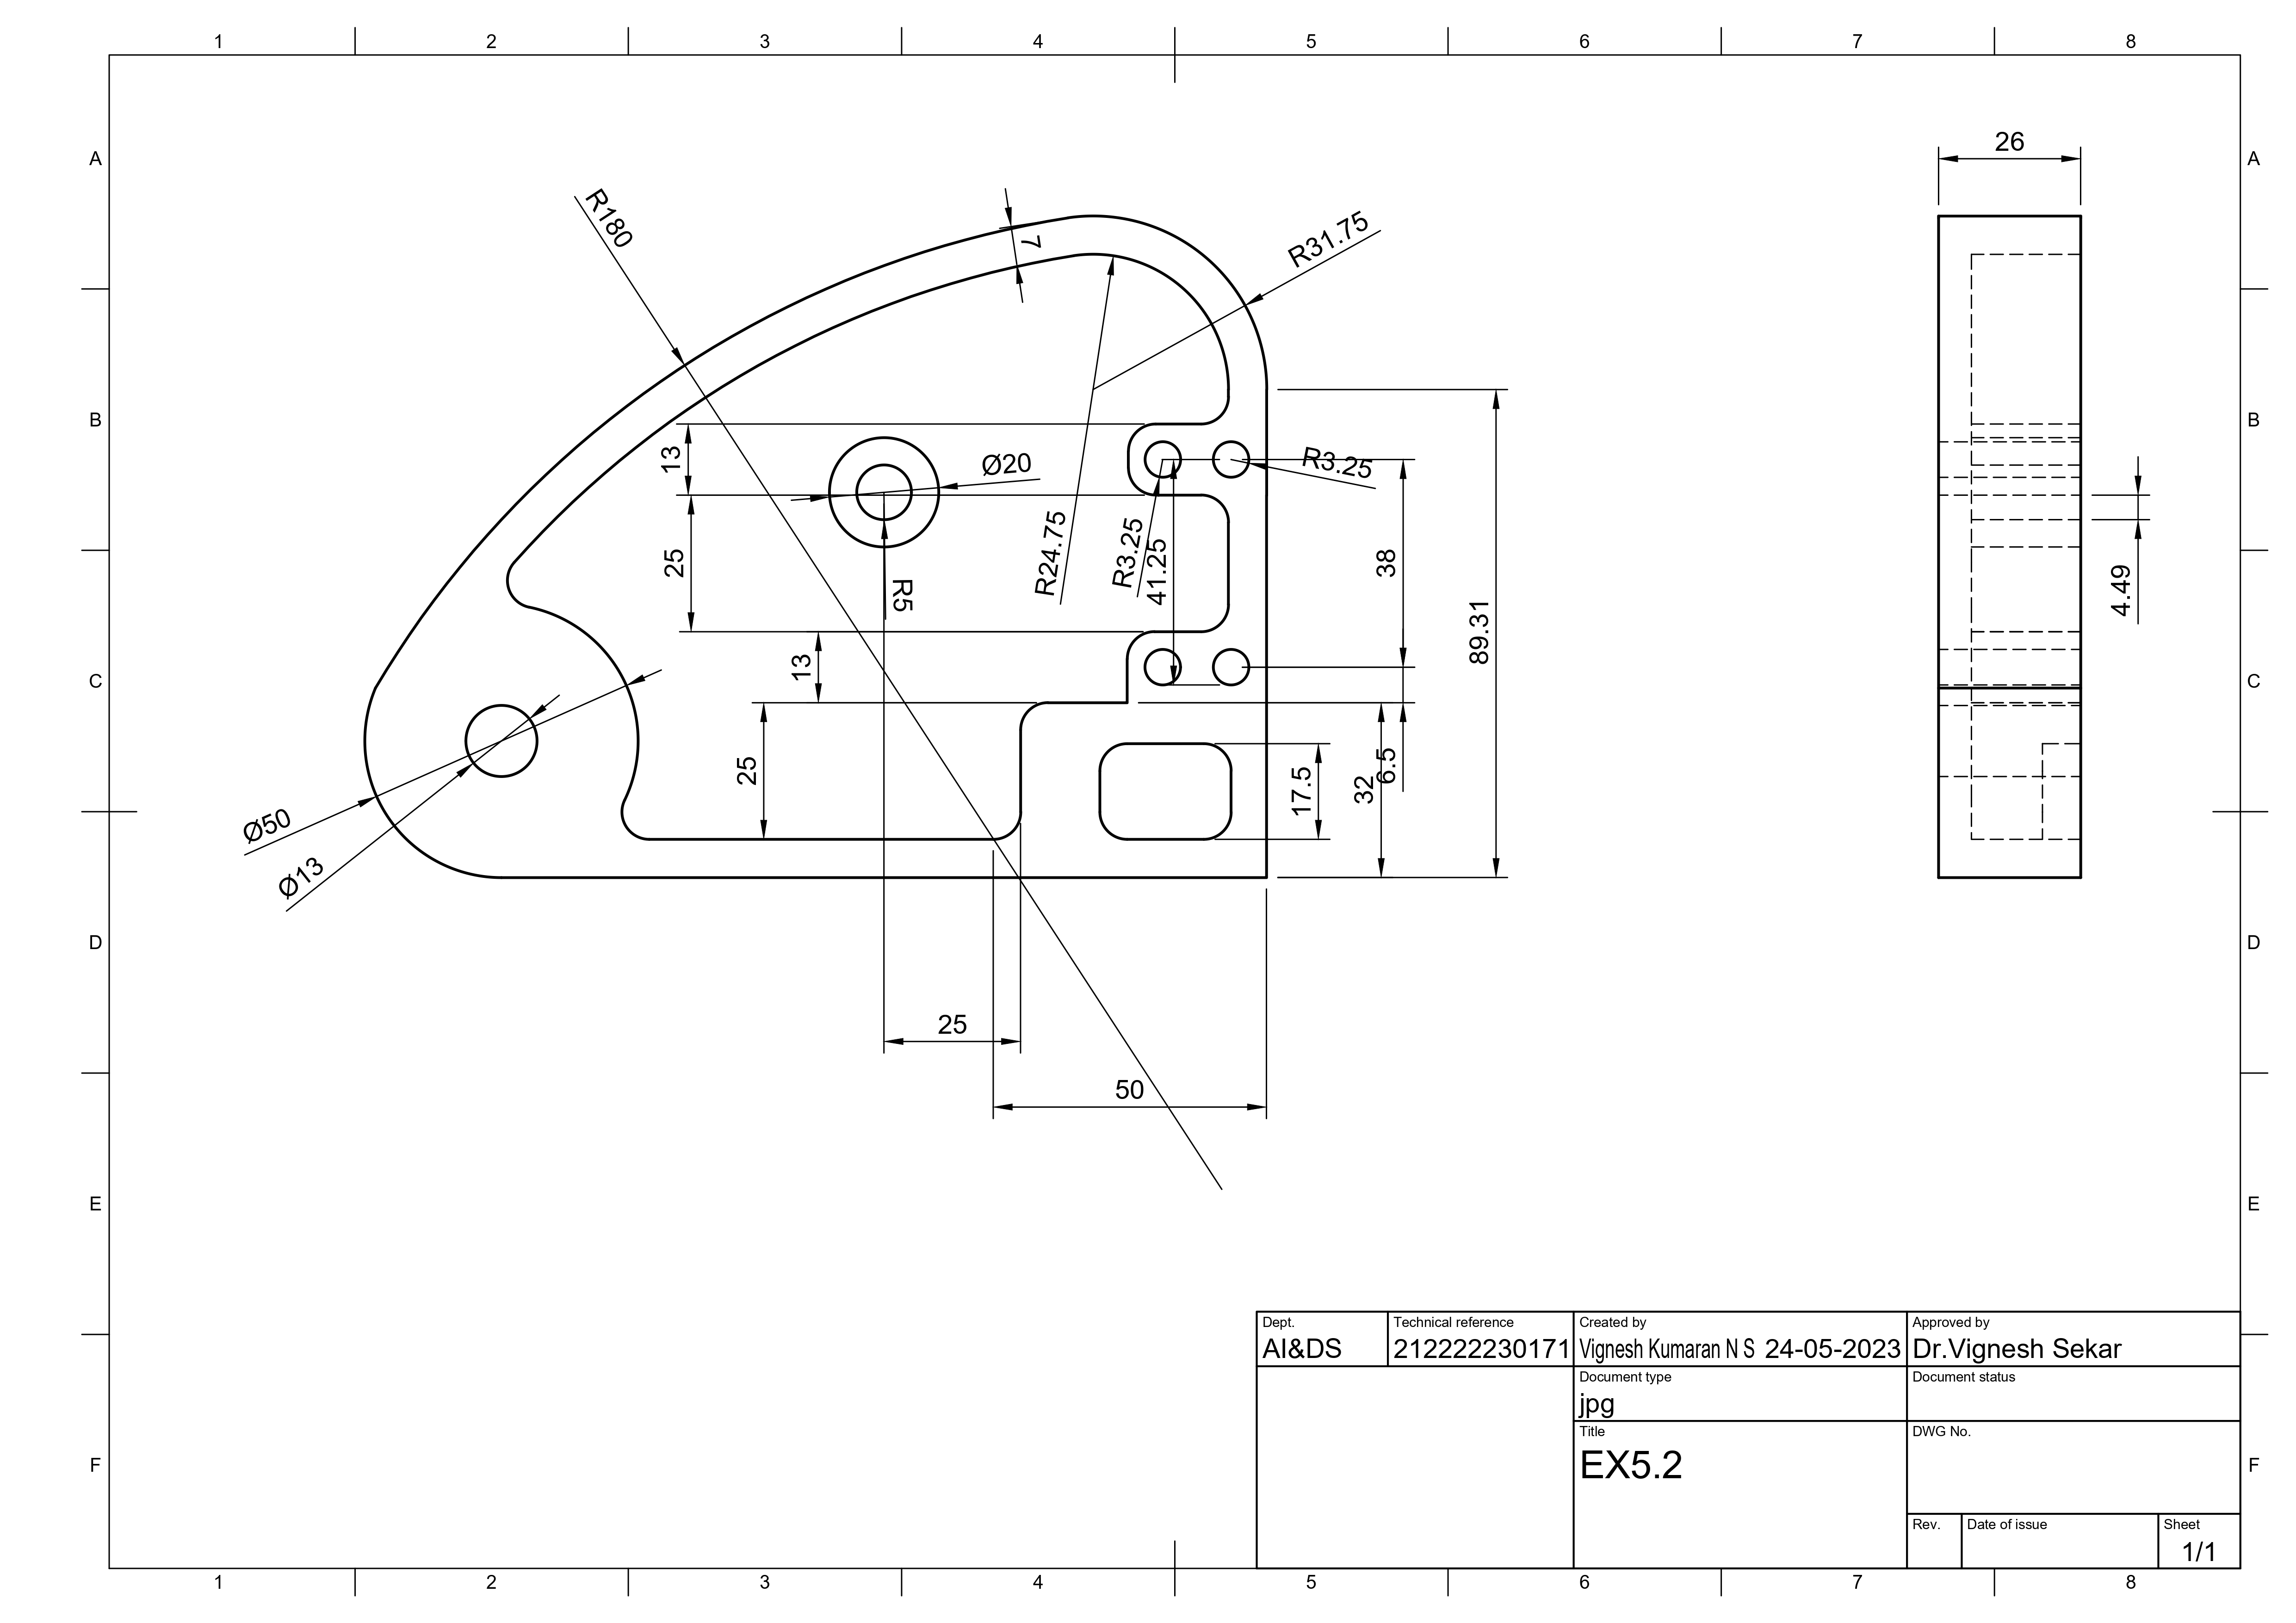 1 2 3 4 5 6 7 8
A A
26
R180
7
R31.75
B B
13
Ø20
R3.25
25
R24.75
R3.25
41.25
38
R5
4.49
89.31
C C
13
25
17.5
32
6.5
Ø50
Ø13
D D
25
50
E E
Dept. Technical reference Created by Approved by
AI&DS 212222230171 Vignesh Kumaran N S 24-05-2023 Dr.Vignesh Sekar
Document type Document status
jpg
Title DWG No.
EX5.2
F F
Rev. Date of issue Sheet
1/1
1 2 3 4 5 6 7 8